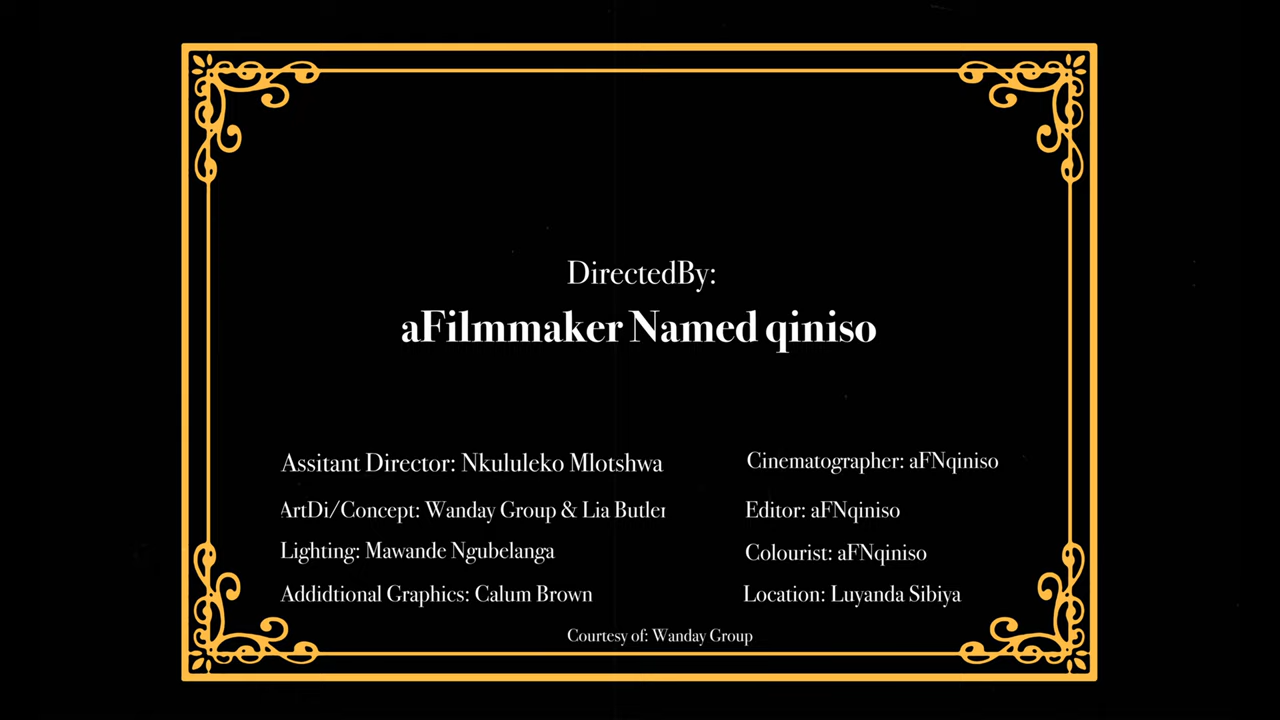 DirectedBy:
aFilmmaker Named qiniso
Assitant Director: Nkululeko Mlotshwa
Cinematographer: aFNqiniso
ArtDi/Concept: Wanday Group & Lia Butler
Editor: aFNqiniso
Lighting: Mawande Ngubelanga
Colourist: aFNqiniso
Addidtional Graphics: Calum Brown
Location: Luyanda Sibiya
Courtesy of: Wanday Group